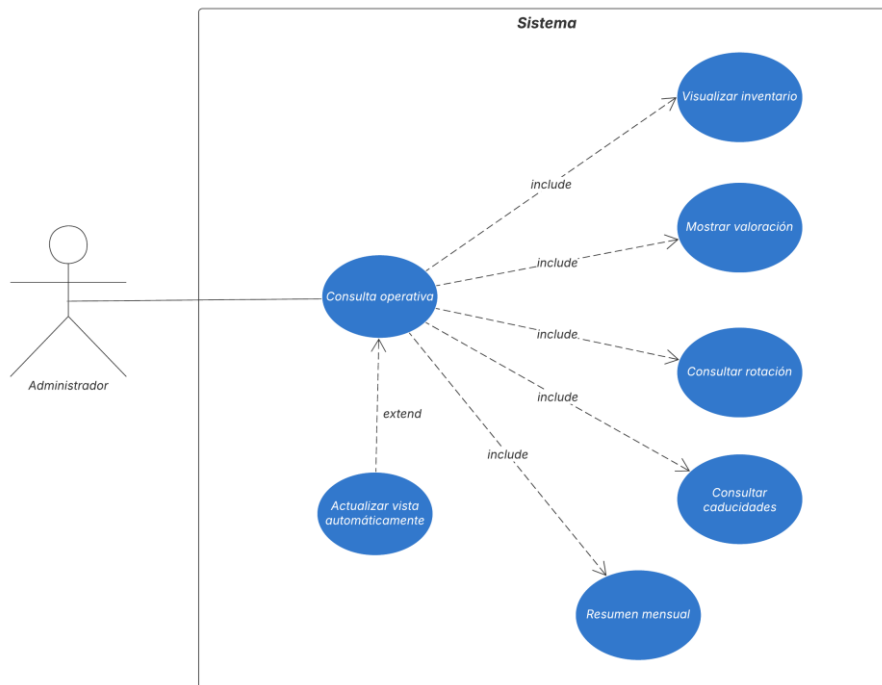 Sistema
Visualizar inventario
include
Mostrar valoración
include
Consulta operativa
include
Consultar rotación
Administrador
include
extend
include
Consultar
caducidades
Actualizar vista
automáticamente
Resumen mensual